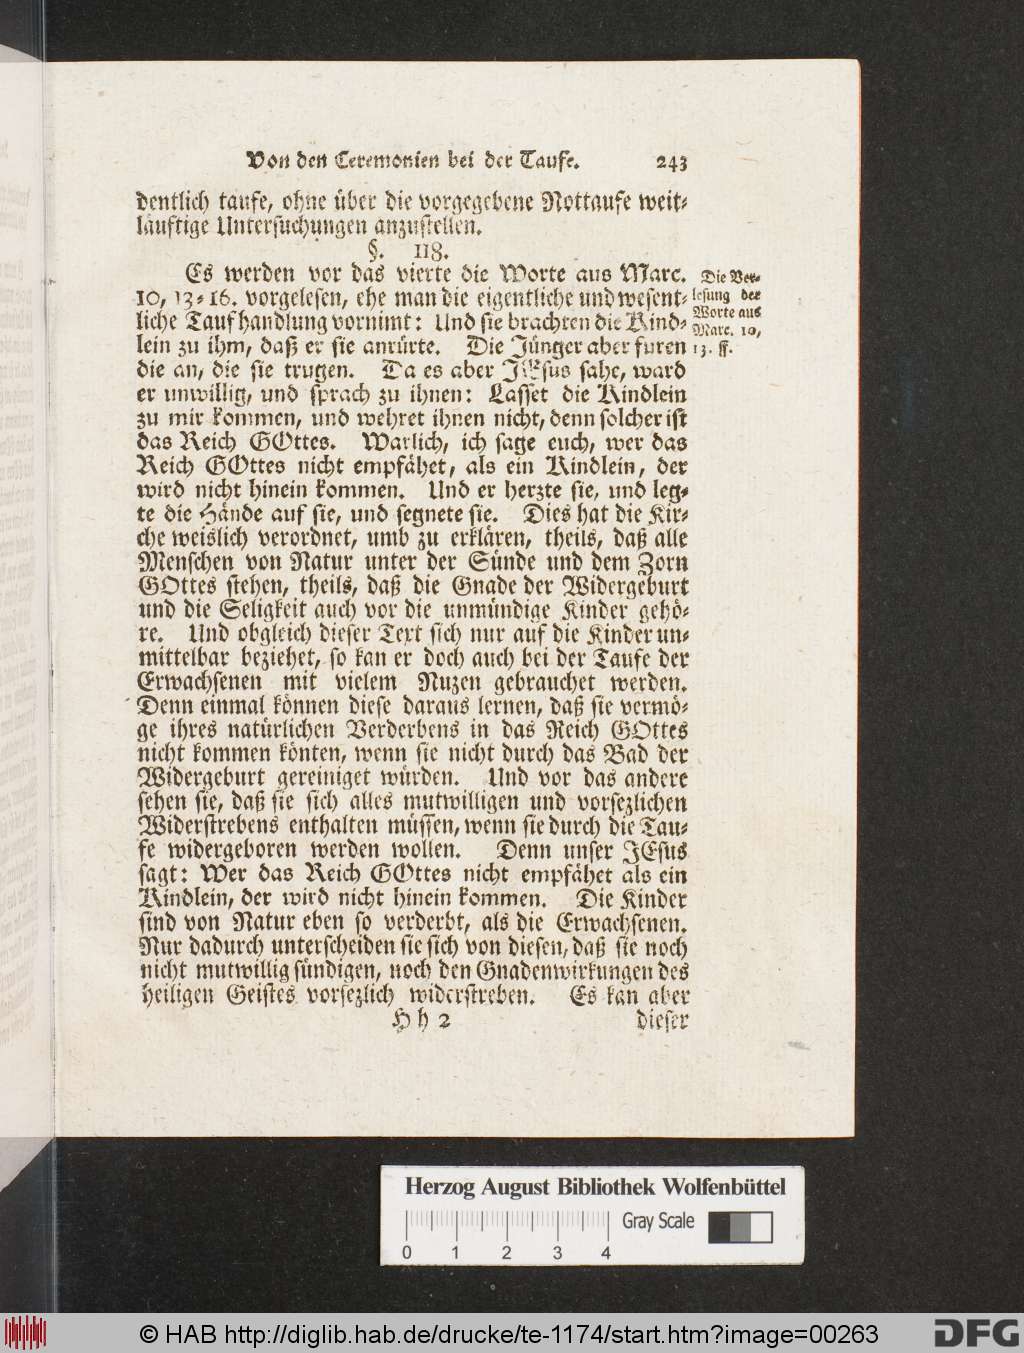 Von den Ceremonien bei der Taufe. 243
dentlich taufe, ohne über die vorgegebene Nottaufe weit-
läuftige Untersuchungen anzustellen.
§. 118.
Es werden vor das vierte die Worte aus Marc.
10, 13-16. vorgelesen, ehe man die eigentliche und wesent-
liche Taufhandlung vornimt: Und sie brachten die Kind-
lein zu ihm, daß er sie anrürte. Die Jünger aber furen
die an, die sie trugen. Da es aber JEsus sahe, ward
er unwillig, und sprach zu ihnen: Lasset die Kindlein
zu mir kommen, und wehret ihnen nicht, denn solcher ist
das Reich GOttes. Warlich, ich sage euch, wer das
Reich GOttes nicht empfähet, als ein Kindlein, der
wird nicht hinein kommen. Und er herzte sie, und leg-
te die Hände auf sie, und segnete sie. Dies hat die Kir-
che weislich verordnet, umb zu erklären, theils, daß alle
Menschen von Natur unter der Sünde und dem Zorn
GOttes stehen, theils, daß die Gnade der Widergeburt
und die Seligkeit auch vor die unmündige Kinder gehö-
re. Und obgleich dieser Text sich nur auf die Kinder un-
mittelbar beziehet, so kan er doch auch bei der Taufe der
Erwachsenen mit vielem Nuzen gebrauchet werden.
Denn einmal können diese daraus lernen, daß sie vermö-
ge ihres natürlichen Verderbens in das Reich GOttes
nicht kommen könten, wenn sie nicht durch das Bad der
Widergeburt gereiniget würden. Und vor das andere
sehen sie, daß sie sich alles mutwilligen und vorsezlichen
Widerstrebens enthalten müssen, wenn sie durch die Tau-
fe widergeboren werden wollen. Denn unser JEsus
sagt: Wer das Reich GOttes nicht empfähet als ein
Kindlein, der wird nicht hinein kommen. Die Kinder
sind von Natur eben so verderbt, als die Erwachsenen.
Nur dadurch unterscheiden sie sich von diesen, daß sie noch
nicht mutwillig sündigen, noch den Gnadenwirkungen des
heiligen Geistes vorsezlich widerstreben. Es kan aber
Hh 2 dieser
Die Ver-
lesung der
Worte aus
Marc. 10,
13. ff.
Herzog August Bibliothek Wolfenbüttel
Gray Scale
0 1 2 3 4
© HAB http://diglib.hab.de/drucke/te-1174/start.htm?image=00263
DFG